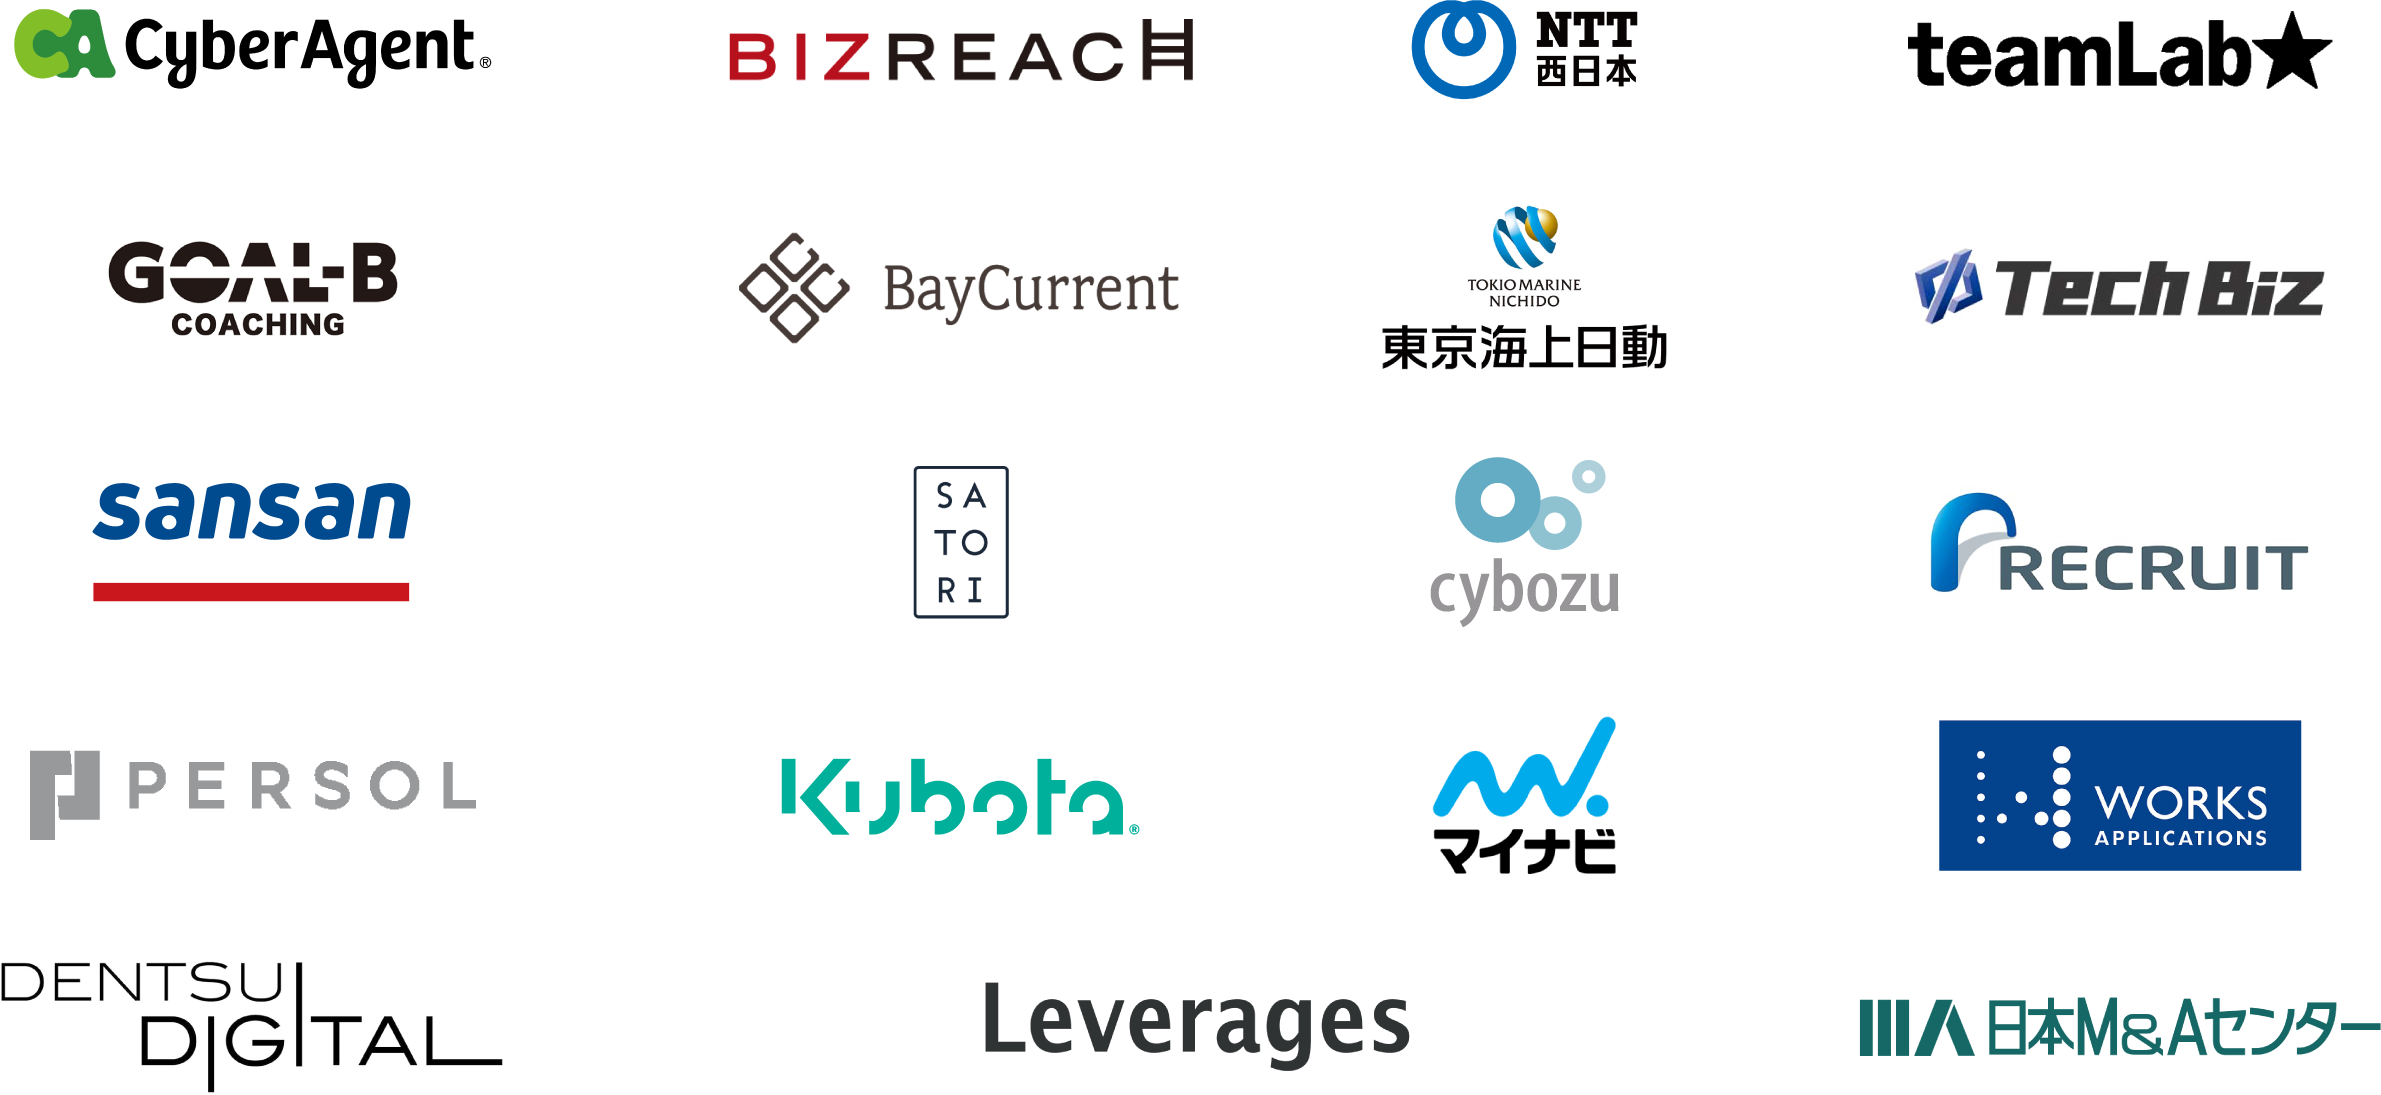 CyberAgent®
BIZREACH
NTT
西日本
teamLab★
GOAL-B
COACHING
BayCurrent
TOKIO MARINE
NICHIDO
東京海上日動
Tech Biz
sansan
SA
TO
RI
cybozu
RECRUIT
PERSOL
Kubota®
マイナビ
WORKS
APPLICATIONS
DENTSU
DIGITAL
Leverages
日本M&Aセンター